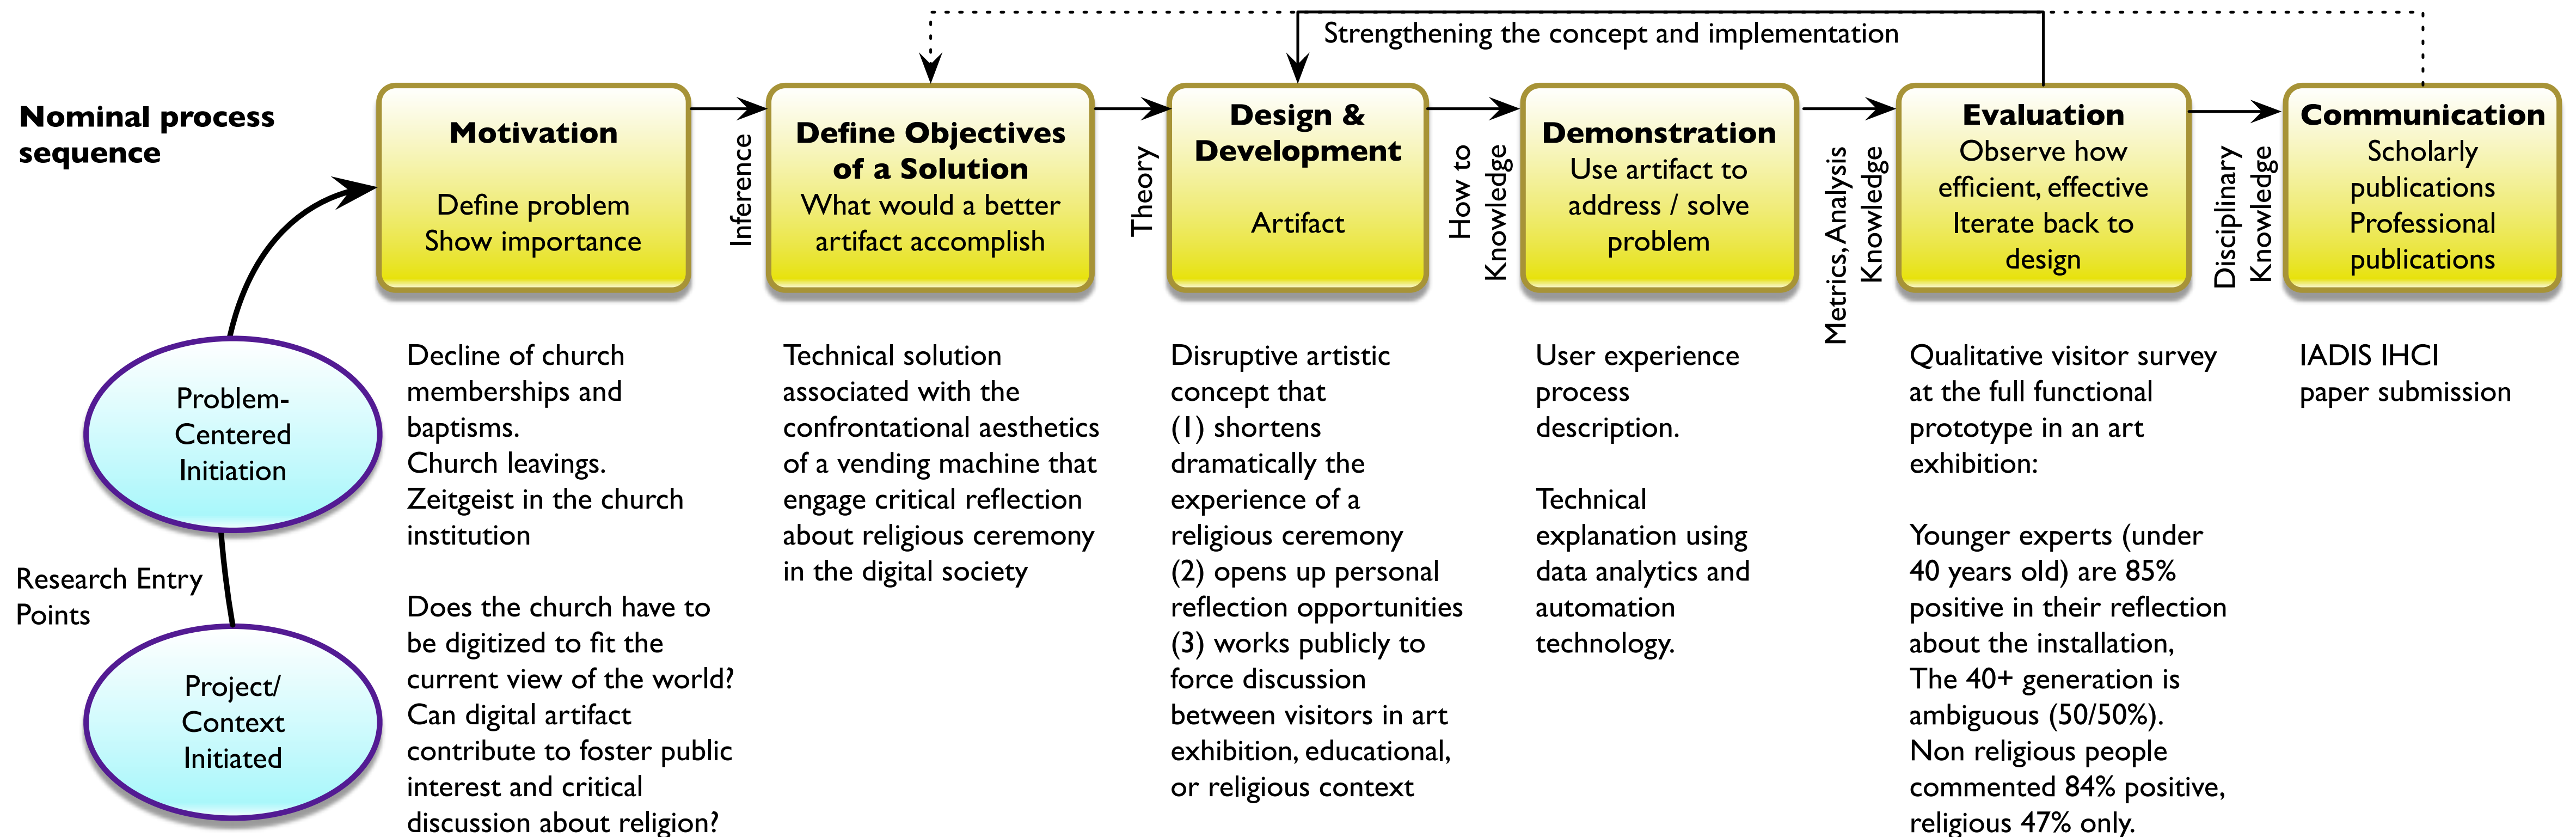 Strengthening the concept and implementation
Nominal process
sequence
Motivation
Define problem
Show importance
Inference
Define Objectives
of a Solution
What would a better
artifact accomplish
Theory
Design &
Development
Artifact
How to
Knowledge
Demonstration
Use artifact to
address / solve
problem
Metrics, Analysis
Knowledge
Evaluation
Observe how
efficient, effective
Iterate back to
design
Disciplinary
Knowledge
Communication
Scholarly
publications
Professional
publications
Problem-
Centered
Initiation
Research Entry
Points
Project/
Context
Initiated
Decline of church
memberships and
baptisms.
Church leavings.
Zeitgeist in the church
institution
Does the church have to
be digitized to fit the
current view of the world?
Can digital artifact
contribute to foster public
interest and critical
discussion about religion?
Technical solution
associated with the
confrontational aesthetics
of a vending machine that
engage critical reflection
about religious ceremony
in the digital society
Disruptive artistic
concept that
(1) shortens
dramatically the
experience of a
religious ceremony
(2) opens up personal
reflection opportunities
(3) works publicly to
force discussion
between visitors in art
exhibition, educational,
or religious context
User experience
process
description.
Technical
explanation using
data analytics and
automation
technology.
Qualitative visitor survey
at the full functional
prototype in an art
exhibition:
Younger experts (under
40 years old) are 85%
positive in their reflection
about the installation,
The 40+ generation is
ambiguous (50/50%).
Non religious people
commented 84% positive,
religious 47% only.
IADIS IHCI
paper submission